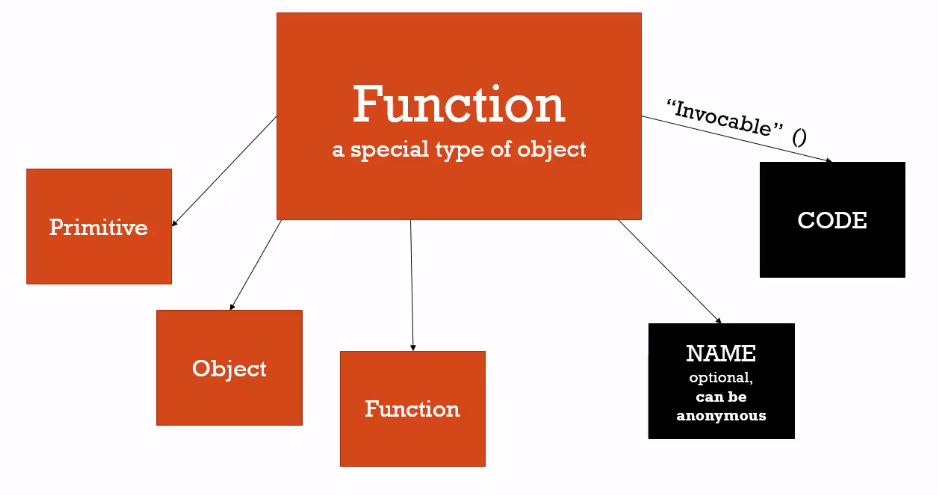 Function
a special type of object
"Invocable" ()
Primitive
CODE
Object
Function
NAME
optional,
can be
anonymous